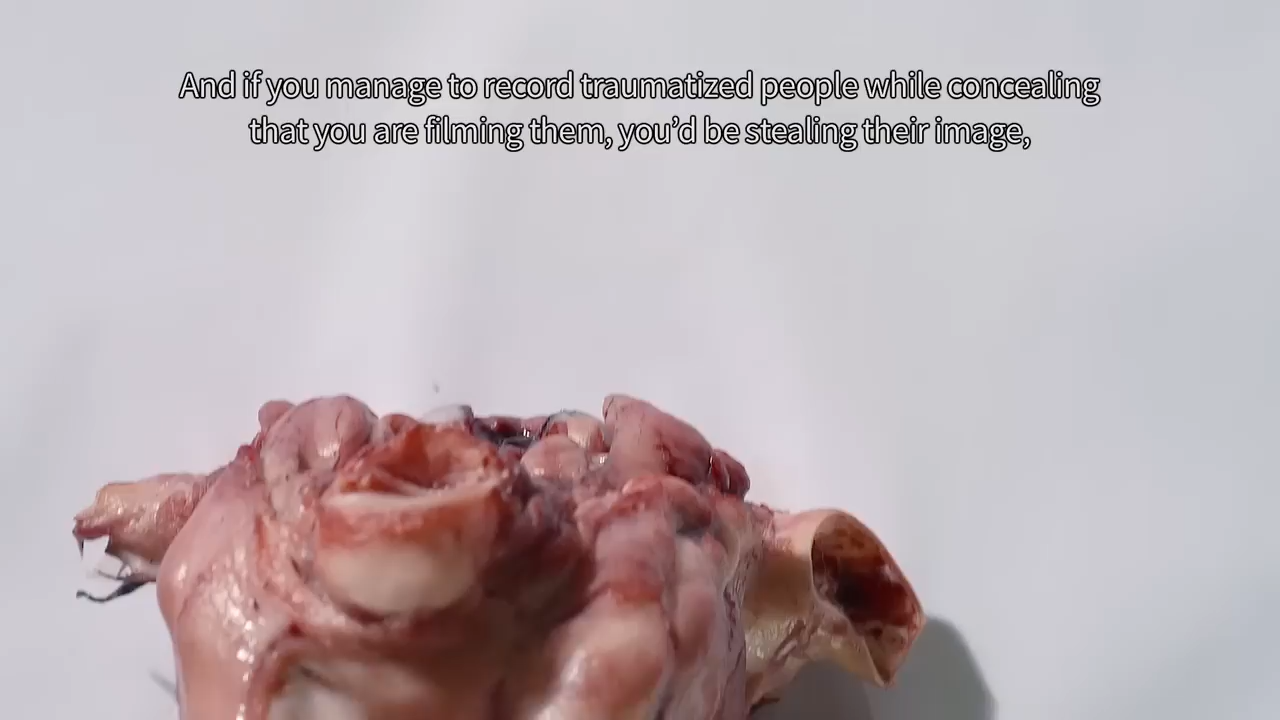 And if you manage to record traumatized people while concealing
that you are filming them, you’d be stealing their image,